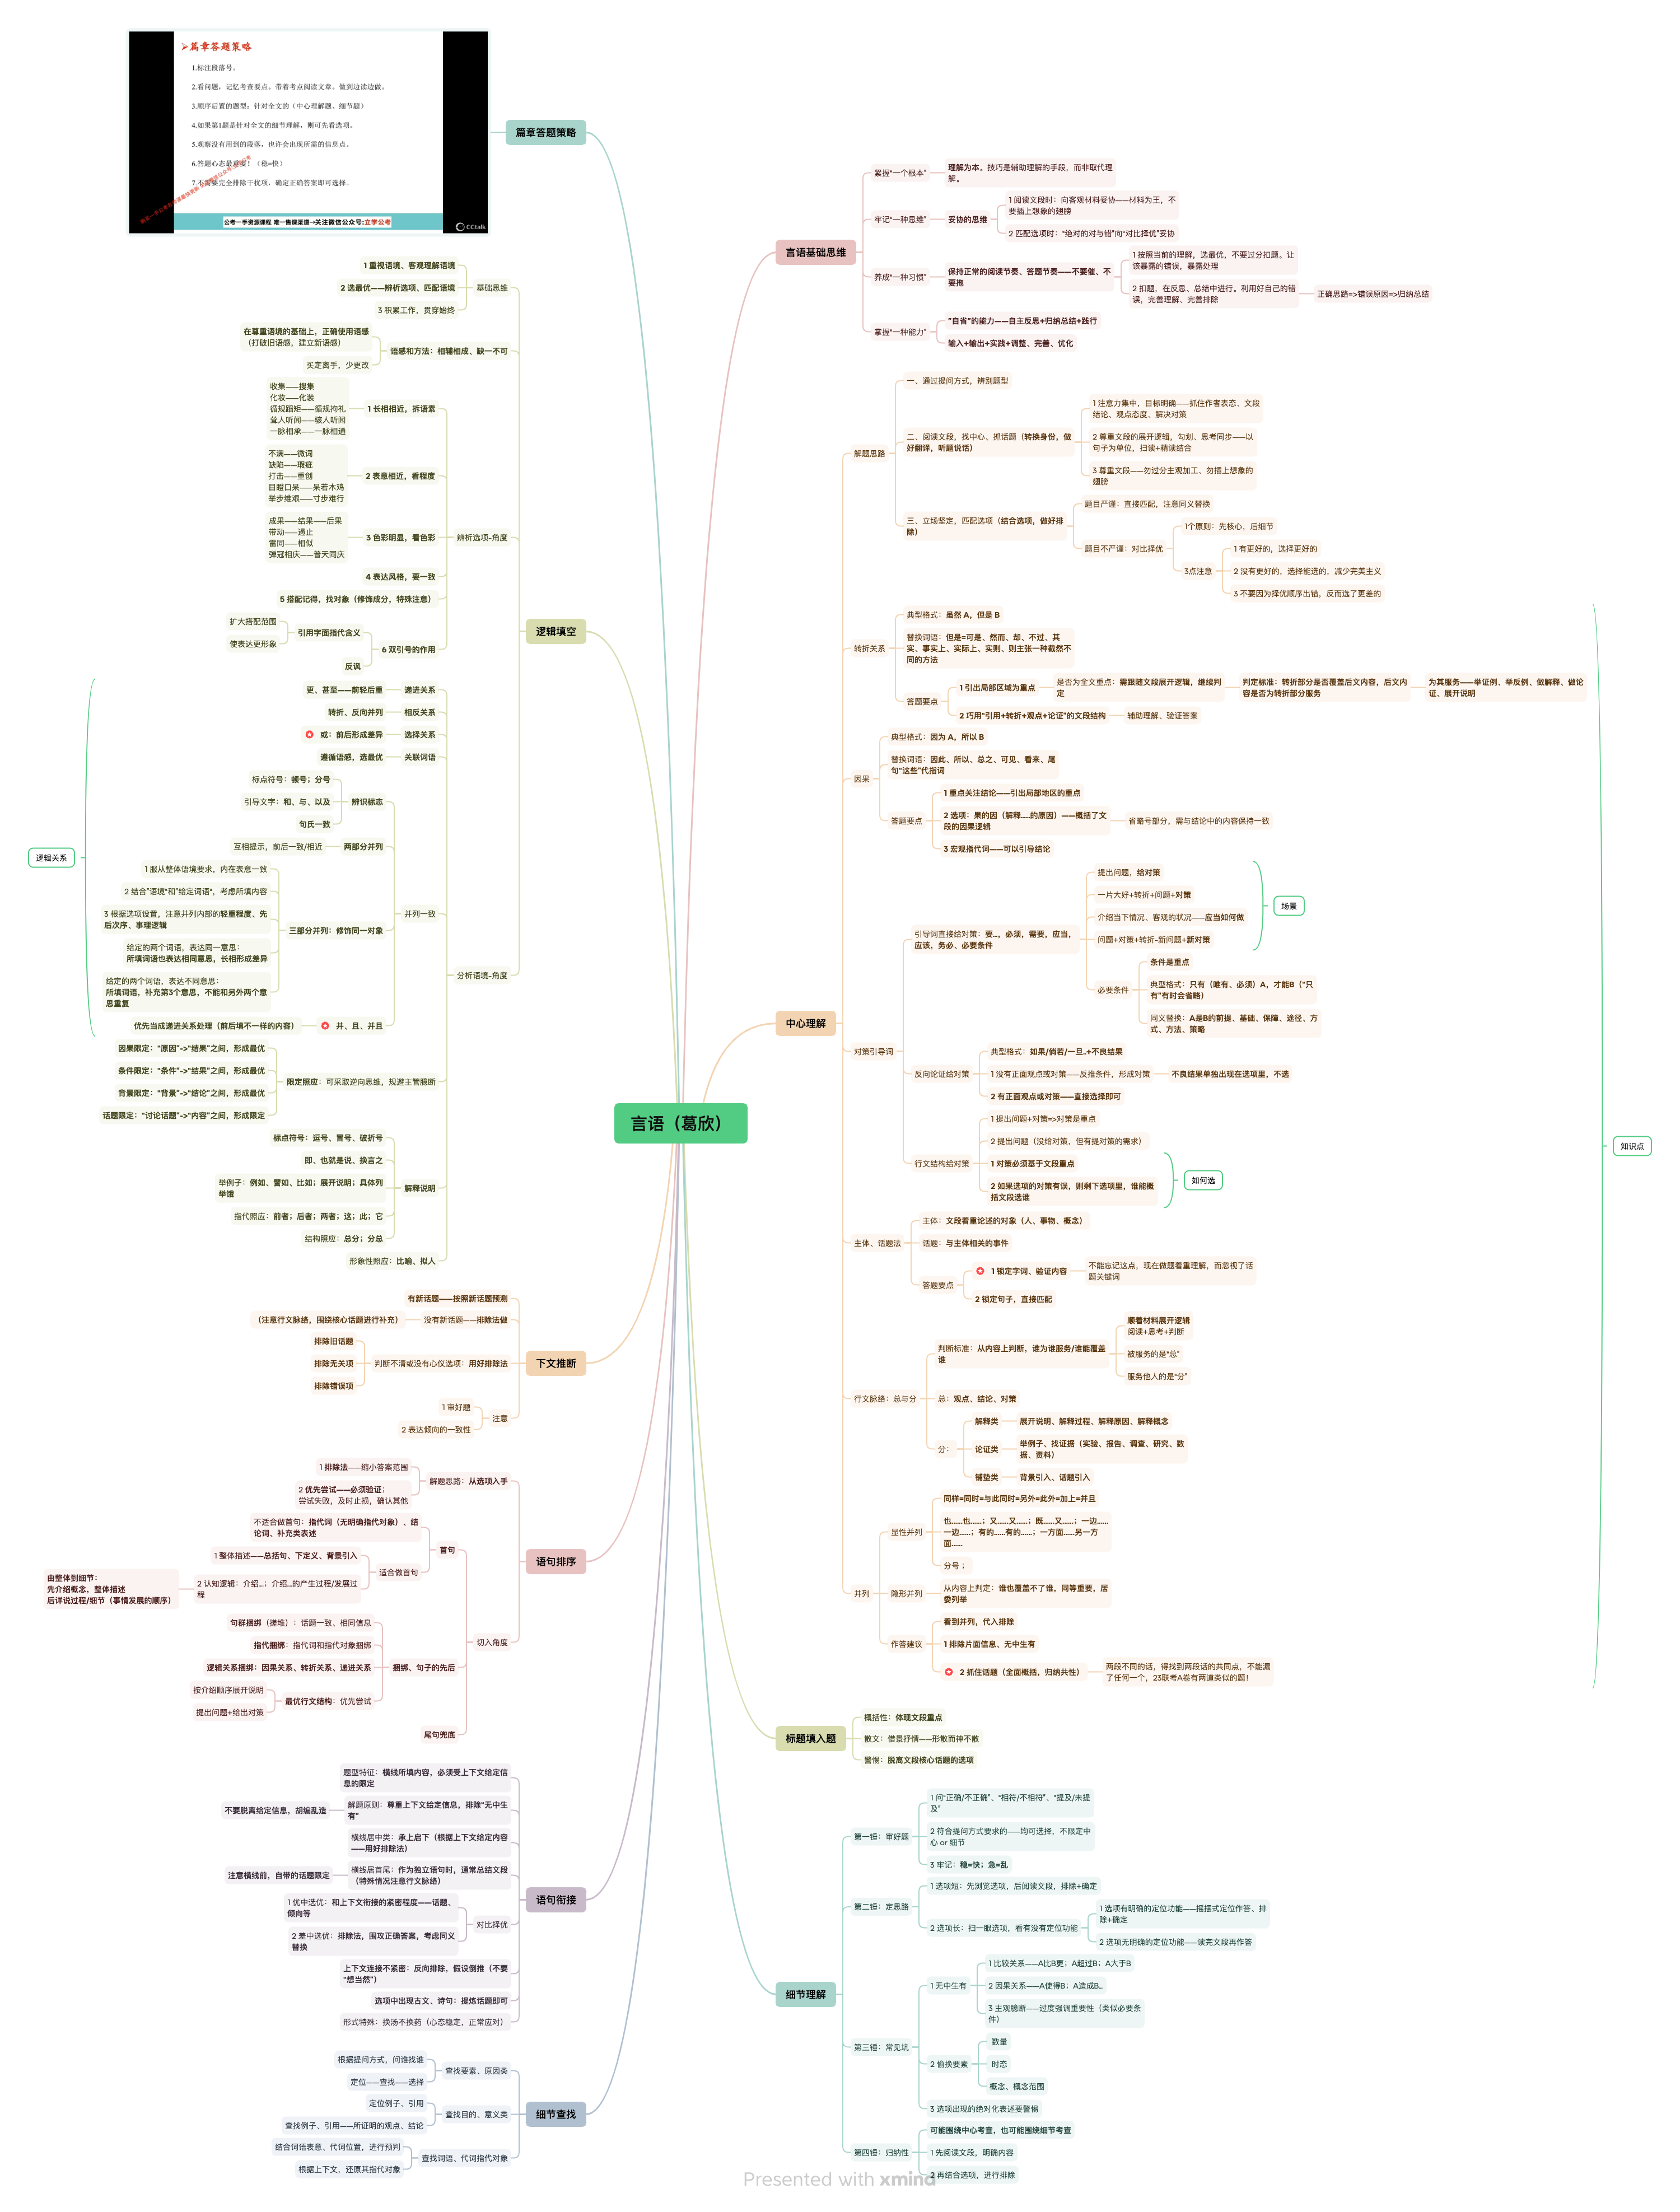 ➢篇章答题策略
1.标注段落号。
2.看问题，记忆考查要点。带着考点阅读文章。做到边读边做。
3.顺序后置的题型：针对全文的（中心理解题、细节题）
4.如果第1题是针对全文的细节理解，则可先看选项。
5.观察没有用到的段落，也许会出现所需的信息点。
6.答题心态最重要！（稳=快）
7.不需要完全排除干扰项，确定正确答案即可选择。
公考一手资源课程 唯一售课渠道→关注微信公众号:立学公考
CCtalk
篇章答题策略
言语（葛欣）
言语基础思维
紧握“一个根本”
理解为本。技巧是辅助理解的手段，而非取代理
解。
牢记“一种思维”
妥协的思维
1 阅读文段时：向客观材料妥协——材料为王，不
要插上想象的翅膀
2 匹配选项时：“绝对的对与错”向“对比择优”妥协
养成“一种习惯”
保持正常的阅读节奏、答题节奏——不要催、不
要拖
1 按照当前的理解，选最优，不要过分扣题。让
该暴露的错误，暴露处理
2 扣题，在反思、总结中进行。利用好自己的错
误，完善理解、完善排除
正确思路=>错误原因=>归纳总结
掌握“一种能力”
“自省”的能力——自主反思+归纳总结+践行
输入+输出+实践+调整、完善、优化
中心理解
解题思路
一、通过提问方式，辨别题型
二、阅读文段，找中心、抓话题（转换身份，做
好翻译，听题说话）
1 注意力集中，目标明确——抓住作者表态、文段
结论、观点态度、解决对策
2 尊重文段的展开逻辑，勾划、思考同步——以
句子为单位，扫读+精读结合
3 尊重文段——勿过分主观加工、勿插上想象的
翅膀
三、立场坚定，匹配选项（结合选项，做好排
除）
题目严谨：直接匹配，注意同义替换
题目不严谨：对比择优
1个原则：先核心，后细节
3点注意
1 有更好的，选择更好的
2 没有更好的，选择能选的，减少完美主义
3 不要因为择优顺序出错，反而选了更差的
转折关系
典型格式：虽然 A，但是 B
替换词语：但是=可是、然而、却、不过、其
实、事实上、实际上、实则、则主张一种截然不
同的方法
答题要点
1 引出局部区域为重点
是否为全文重点：需跟随文段展开逻辑，继续判
定
判定标准：转折部分是否覆盖后文内容，后文内
容是否为转折部分服务
为其服务——举证例、举反例、做解释、做论
证、展开说明
2 巧用“引用+转折+观点+论证”的文段结构
辅助理解、验证答案
因果
典型格式：因为 A，所以 B
替换词语：因此、所以、总之、可见、看来、尾
句“这些”代指词
答题要点
1 重点关注结论——引出局部地区的重点
2 选项：果的因（解释......的原因）——概括了文
段的因果逻辑
省略号部分，需与结论中的内容保持一致
3 宏观指代词——可以引导结论
对策引导词
引导词直接给对策：要...，必须，需要，应当，
应该，务必、必要条件
提出问题，给对策
一片大好+转折+问题+对策
介绍当下情况、客观的状况——应当如何做
问题+对策+转折-新问题+新对策
场景
必要条件
条件是重点
典型格式：只有（唯有、必须）A，才能B（“只
有”有时会省略）
同义替换：A是B的前提、基础、保障、途径、方
式、方法、策略
反向论证给对策
典型格式：如果/倘若/一旦..+不良结果
1 没有正面观点或对策——反推条件，形成对策
不良结果单独出现在选项里，不选
2 有正面观点或对策——直接选择即可
行文结构给对策
1 提出问题+对策=>对策是重点
2 提出问题（没给对策，但有提对策的需求）
1 对策必须基于文段重点
2 如果选项的对策有误，则剩下选项里，谁能概
括文段选谁
如何选
主体、话题法
主体：文段着重论述的对象（人、事物、概念）
话题：与主体相关的事件
答题要点
1 锁定字词、验证内容
不能忘记这点，现在做题着重理解，而忽视了话
题关键词
2 锁定句子，直接匹配
行文脉络：总与分
判断标准：从内容上判断，谁为谁服务/谁能覆盖
谁
顺着材料展开逻辑
阅读+思考+判断
被服务的是“总”
服务他人的是“分”
总：观点、结论、对策
分：
解释类
展开说明、解释过程、解释原因、解释概念
论证类
举例子、找证据（实验、报告、调查、研究、数
据、资料）
铺垫类
背景引入、话题引入
并列
显性并列
同样=同时=与此同时=另外=此外=加上=并且
也......也......；又......又......；既......又......；一边......
一边......；有的......有的......；一方面......另一方
面......
分号；
隐形并列
从内容上判定：谁也覆盖不了谁，同等重要，居
委列举
作答建议
看到并列，代入排除
1 排除片面信息、无中生有
2 抓住话题（全面概括，归纳共性）
两段不同的话，得找到两段话的共同点，不能漏
了任何一个，23联考A卷有两道类似的题！
知识点
标题填入题
概括性：体现文段重点
散文：借景抒情——形散而神不散
警惕：脱离文段核心话题的选项
细节理解
第一锤：审好题
1 问“正确/不正确”、“相符/不相符”、“提及/未提
及”
2 符合提问方式要求的——均可选择，不限定中
心 or 细节
3 牢记：稳=快；急=乱
第二锤：定思路
1 选项短：先浏览选项，后阅读文段，排除+确定
2 选项长：扫一眼选项，看有没有定位功能
1 选项有明确的定位功能——摇摆式定位作答、排
除+确定
2 选项无明确的定位功能——读完文段再作答
第三锤：常见坑
1 无中生有
1 比较关系——A比B更；A超过B；A大于B
2 因果关系——A使得B；A造成B...
3 主观臆断——过度强调重要性（类似必要条
件）
2 偷换要素
数量
时态
概念、概念范围
3 选项出现的绝对化表述要警惕
第四锤：归纳性
可能围绕中心考查，也可能围绕细节考查
1 先阅读文段，明确内容
2 再结合选项，进行排除
逻辑填空
基础思维
1 重视语境、客观理解语境
2 选最优——辨析选项、匹配语境
3 积累工作，贯穿始终
语感和方法：相辅相成、缺一不可
在尊重语境的基础上，正确使用语感
（打破旧语感，建立新语感）
买定离手，少更改
辨析选项-角度
1 长相相近，拆语素
收集——搜集
化妆——化装
循规蹈矩——循规拘礼
耸人听闻——骇人听闻
一脉相承——一脉相通
2 表意相近，看程度
不满——微词
缺陷——瑕疵
打击——重创
目瞪口呆——呆若木鸡
举步维艰——寸步难行
3 色彩明显，看色彩
成果——结果——后果
带动——遏止
雷同——相似
弹冠相庆——普天同庆
4 表达风格，要一致
5 搭配记得，找对象（修饰成分，特殊注意）
6 双引号的作用
引用字面指代含义
扩大搭配范围
使表达更形象
反讽
分析语境-角度
递进关系
更、甚至——前轻后重
相反关系
转折、反向并列
选择关系
或：前后形成差异
关联词语
遵循语感，选最优
并列一致
辨识标志
标点符号：顿号；分号
引导文字：和、与、以及
句氏一致
两部分并列
互相提示，前后一致/相近
三部分并列：修饰同一对象
1 服从整体语境要求，内在表意一致
2 结合“语境”和“给定词语”，考虑所填内容
3 根据选项设置，注意并列内部的轻重程度、先
后次序、事理逻辑
给定的两个词语，表达同一意思：
所填词语也表达相同意思，长相形成差异
给定的两个词语，表达不同意思：
所填词语，补充第3个意思，不能和另外两个意
思重复
并、且、并且
优先当成递进关系处理（前后填不一样的内容）
逻辑关系
限定照应：可采取逆向思维，规避主管臆断
因果限定：“原因”->“结果”之间，形成最优
条件限定：“条件”->“结果”之间，形成最优
背景限定：“背景”->“结论”之间，形成最优
话题限定：“讨论话题”->“内容”之间，形成限定
解释说明
标点符号：逗号、冒号、破折号
即、也就是说、换言之
举例子：例如、譬如、比如；展开说明；具体列
举饿
指代照应：前者；后者；两者；这；此；它
结构照应：总分；分总
形象性照应：比喻、拟人
下文推断
有新话题——按照新话题预测
没有新话题——排除法做
（注意行文脉络，围绕核心话题进行补充）
判断不清或没有心仪选项：用好排除法
排除旧话题
排除无关项
排除错误项
注意
1 审好题
2 表达倾向的一致性
语句排序
解题思路：从选项入手
1 排除法——缩小答案范围
2 优先尝试——必须验证；
尝试失败，及时止损，确认其他
切入角度
首句
不适合做首句：指代词（无明确指代对象）、结
论词、补充类表述
适合做首句
1 整体描述——总括句、下定义、背景引入
2 认知逻辑：介绍...；介绍...的产生过程/发展过
程
由整体到细节：
先介绍概念，整体描述
后详说过程/细节（事情发展的顺序）
捆绑、句子的先后
句群捆绑（搓堆）：话题一致、相同信息
指代捆绑：指代词和指代对象捆绑
逻辑关系捆绑：因果关系、转折关系、递进关系
最优行文结构：优先尝试
按介绍顺序展开说明
提出问题+给出对策
尾句兜底
语句衔接
题型特征：横线所填内容，必须受上下文给定信
息的限定
解题原则：尊重上下文给定信息，排除“无中生
有”
不要脱离给定信息，胡编乱造
横线居中类：承上启下（根据上下文给定内容
——用好排除法）
横线居首尾：作为独立语句时，通常总结文段
（特殊情况注意行文脉络）
注意横线前，自带的话题限定
对比择优
1 优中选优：和上下文衔接的紧密程度——话题、
倾向等
2 差中选优：排除法，围攻正确答案，考虑同义
替换
上下文连接不紧密：反向排除，假设倒推（不要
“想当然”）
选项中出现古文、诗句：提炼话题即可
形式特殊：换汤不换药（心态稳定，正常应对）
细节查找
查找要素、原因类
根据提问方式，问谁找谁
定位——查找——选择
查找目的、意义类
定位例子、引用
查找例子、引用——所证明的观点、结论
查找词语、代词指代对象
结合词语表意、代词位置，进行预判
根据上下文，还原其指代对象
Presented with xmind